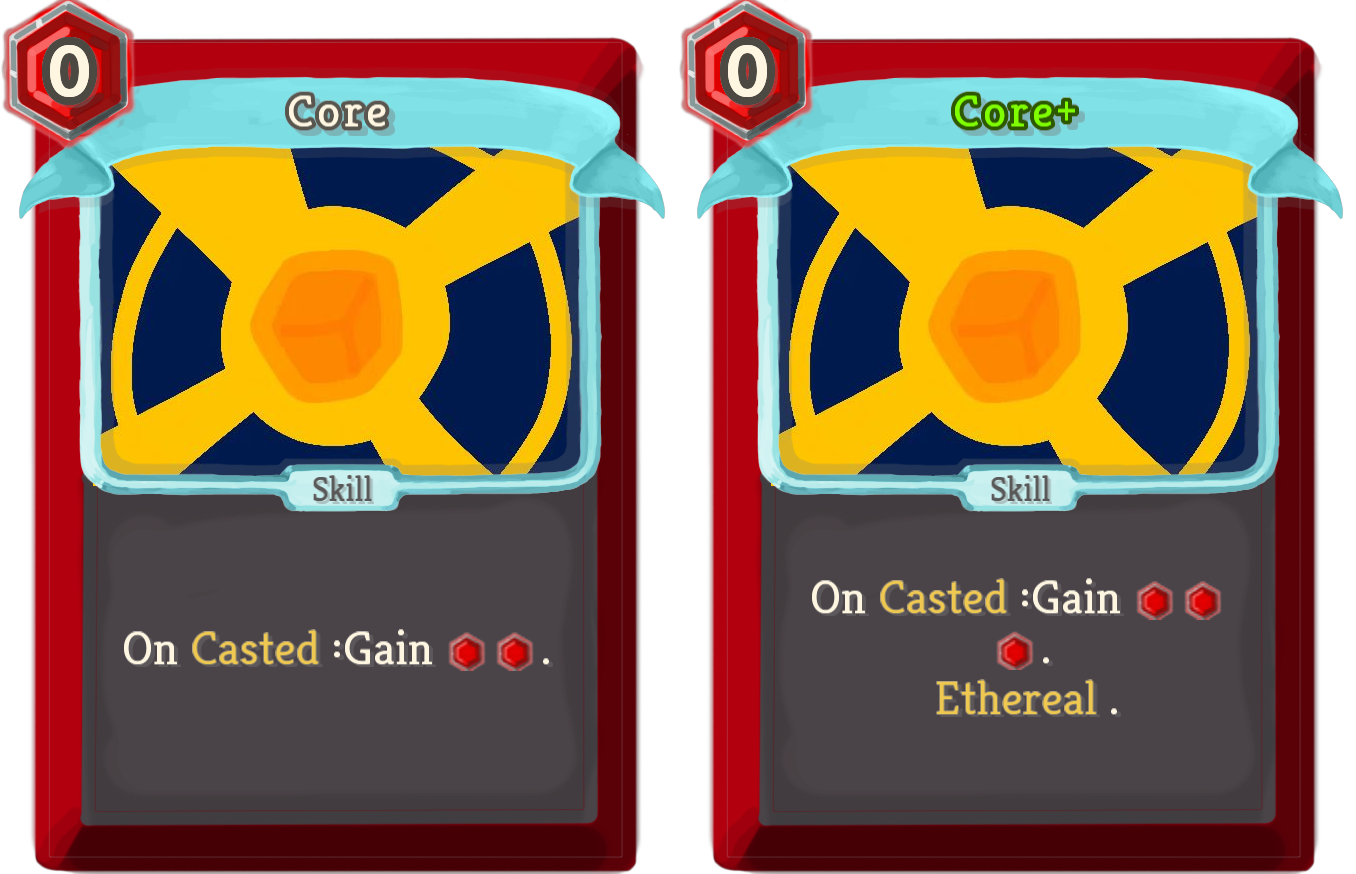 0
Core
Skill
On Casted :Gain .
0
Core+
Skill
On Casted :Gain
.
Ethereal .